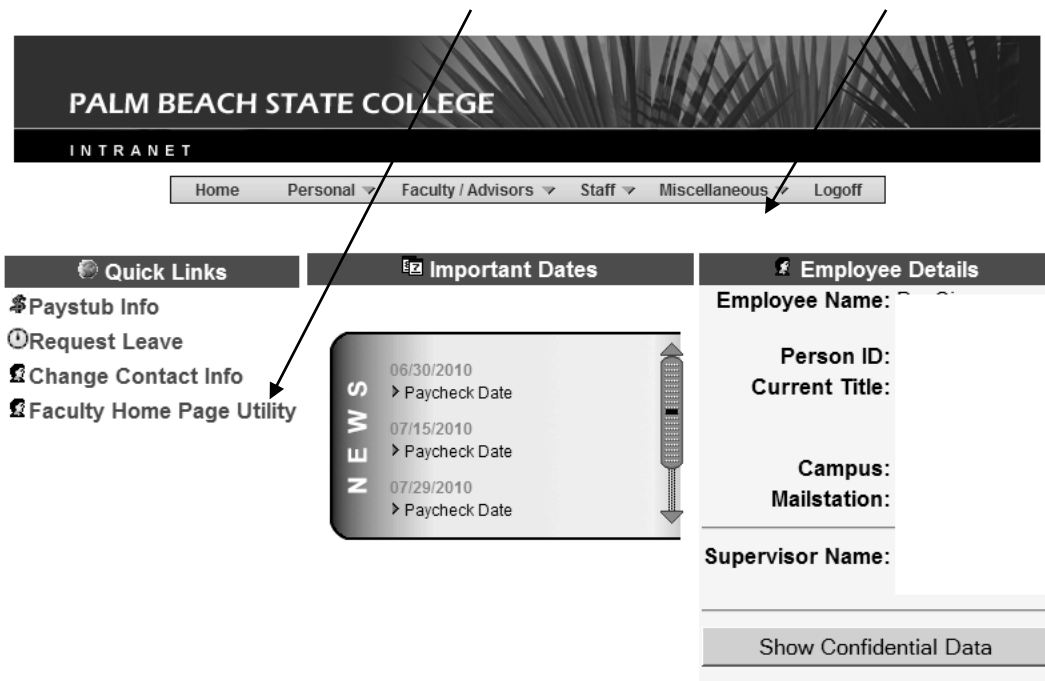 PALM BEACH STATE COLLEGE
INTRANET
Home Personal Faculty / Advisors Staff Miscellaneous Logoff
Quick Links
$Paystub Info
Request Leave
Change Contact Info
Faculty Home Page Utility
Important Dates
NEWS
06/30/2010
> Paycheck Date
07/15/2010
> Paycheck Date
07/29/2010
> Paycheck Date
Employee Details
Employee Name:
Person ID:
Current Title:
Campus:
Mailstation:
Supervisor Name:
Show Confidential Data